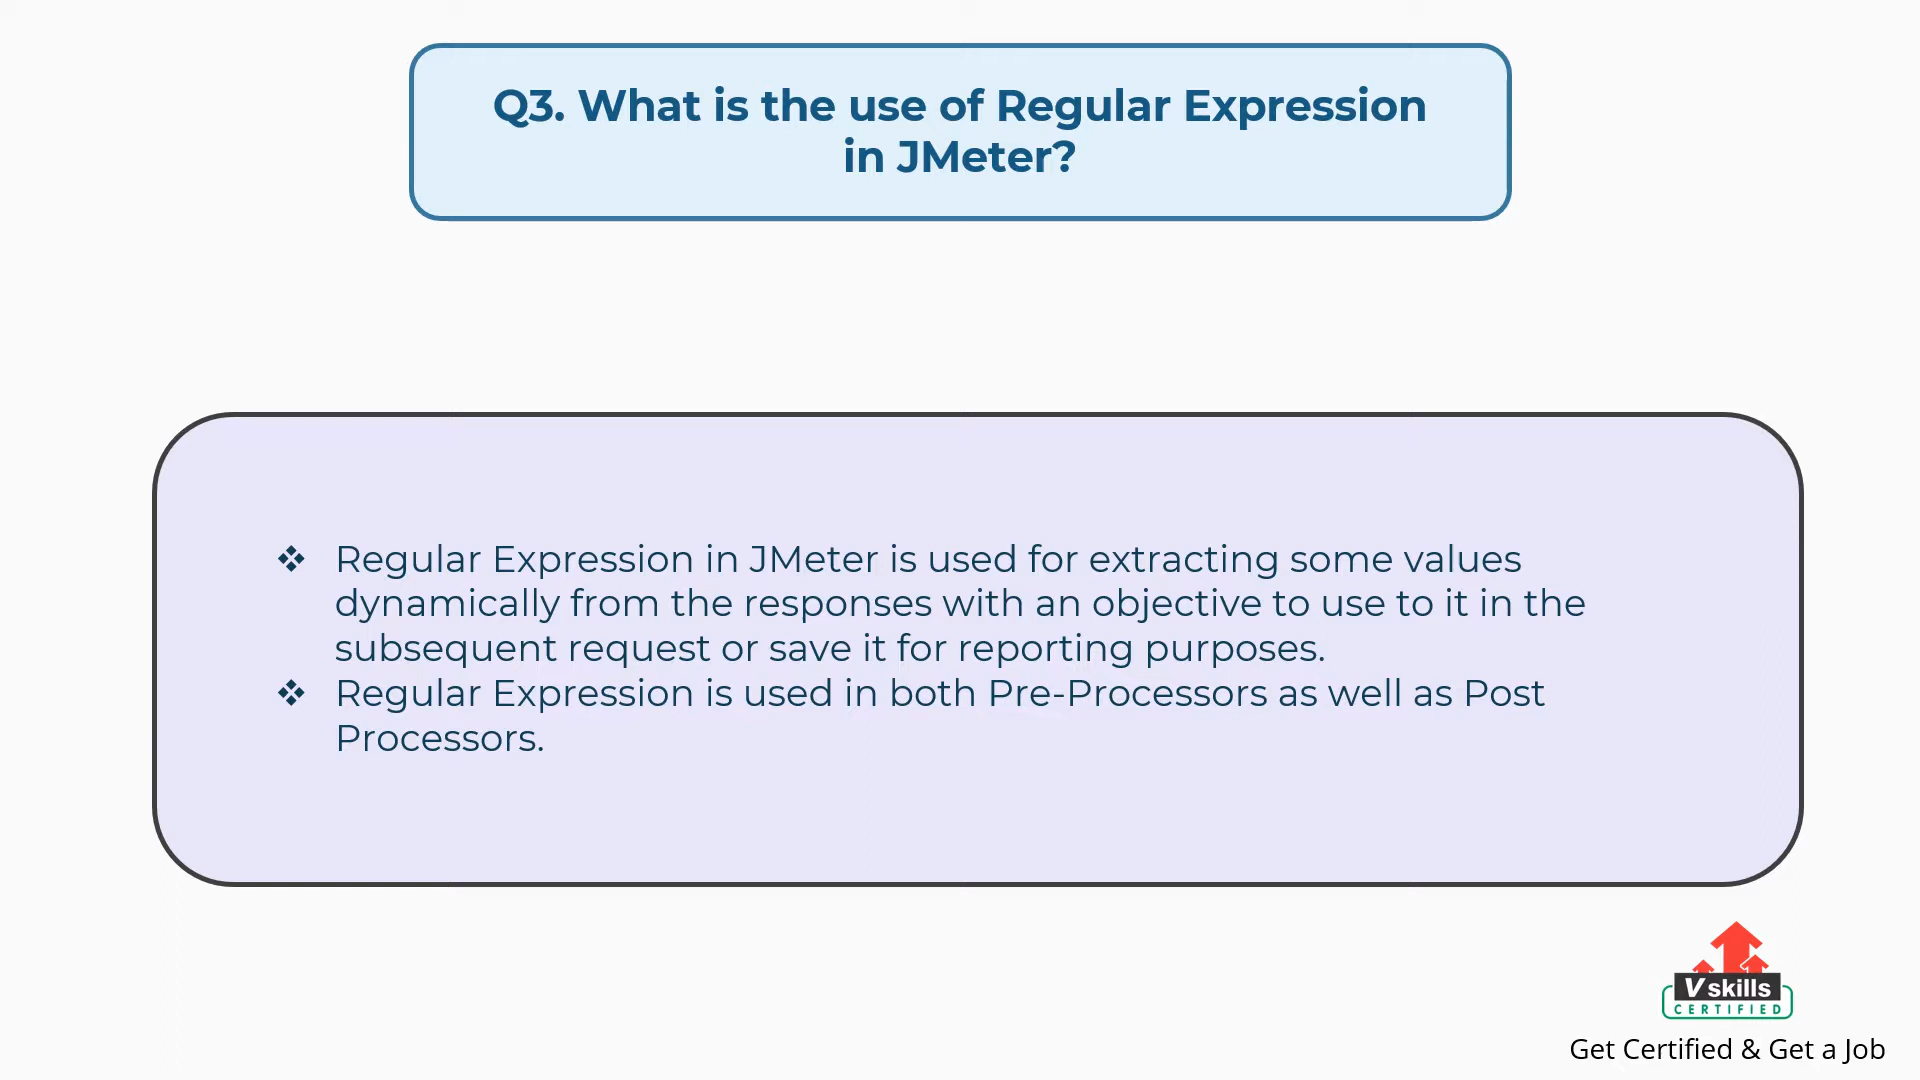 Q3. What is the use of Regular Expression
in JMeter?
❖ Regular Expression in JMeter is used for extracting some values
dynamically from the responses with an objective to use to it in the
subsequent request or save it for reporting purposes.
❖ Regular Expression is used in both Pre-Processors as well as Post
Processors.
Vskills
CERTIFIED
Get Certified & Get a Job